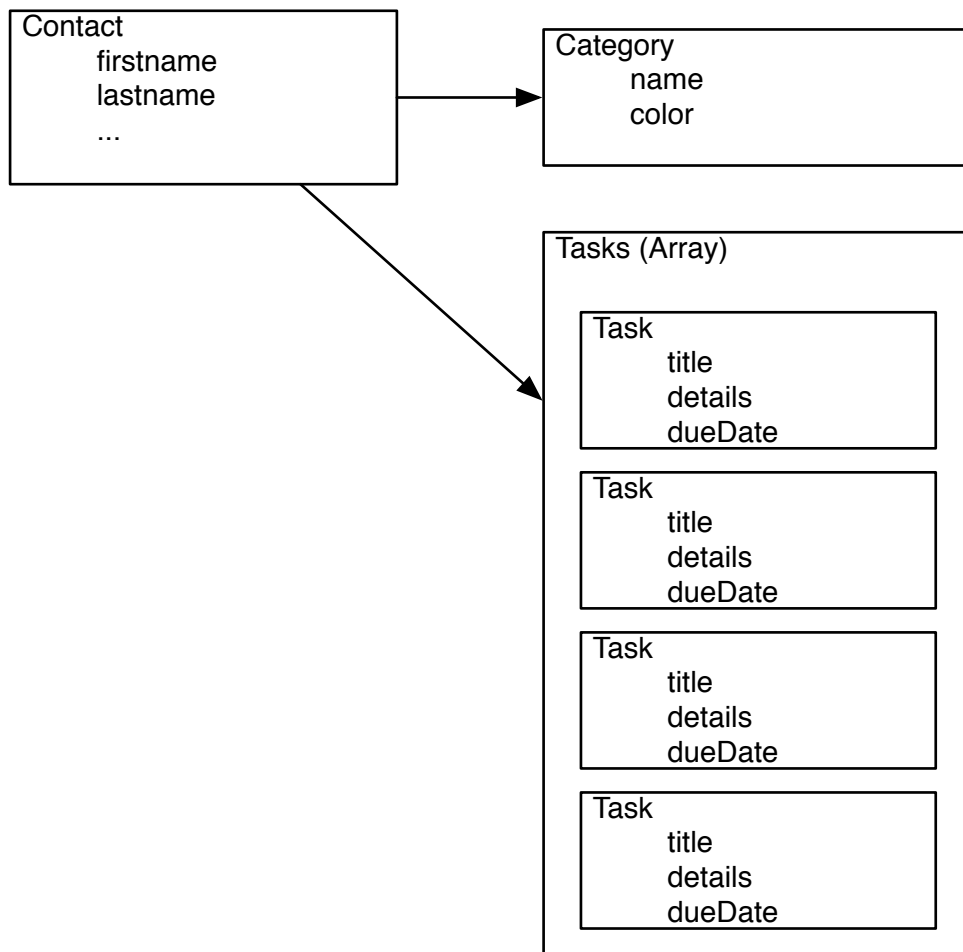 Contact
firstname
lastname
...
Category
name
color
Tasks (Array)
Task
title
details
dueDate
Task
title
details
dueDate
Task
title
details
dueDate
Task
title
details
dueDate